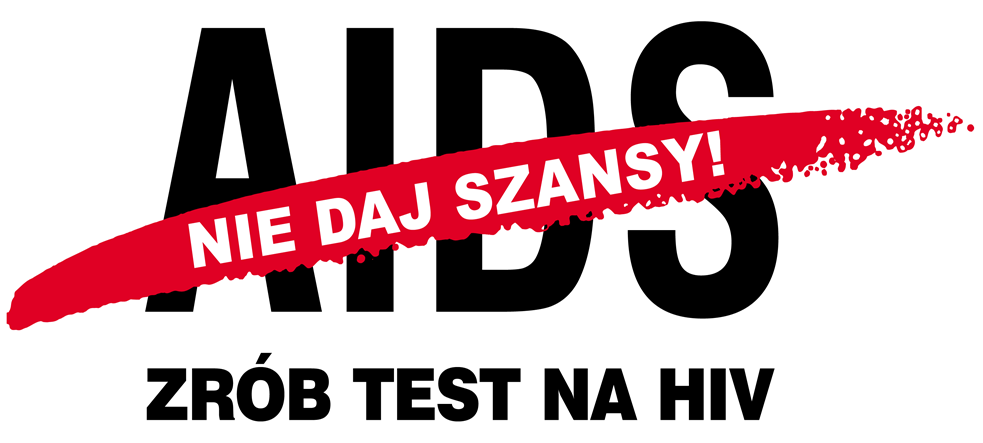 AIDS
NIE DAJ SZANSY!
ZRÓB TEST NA HIV